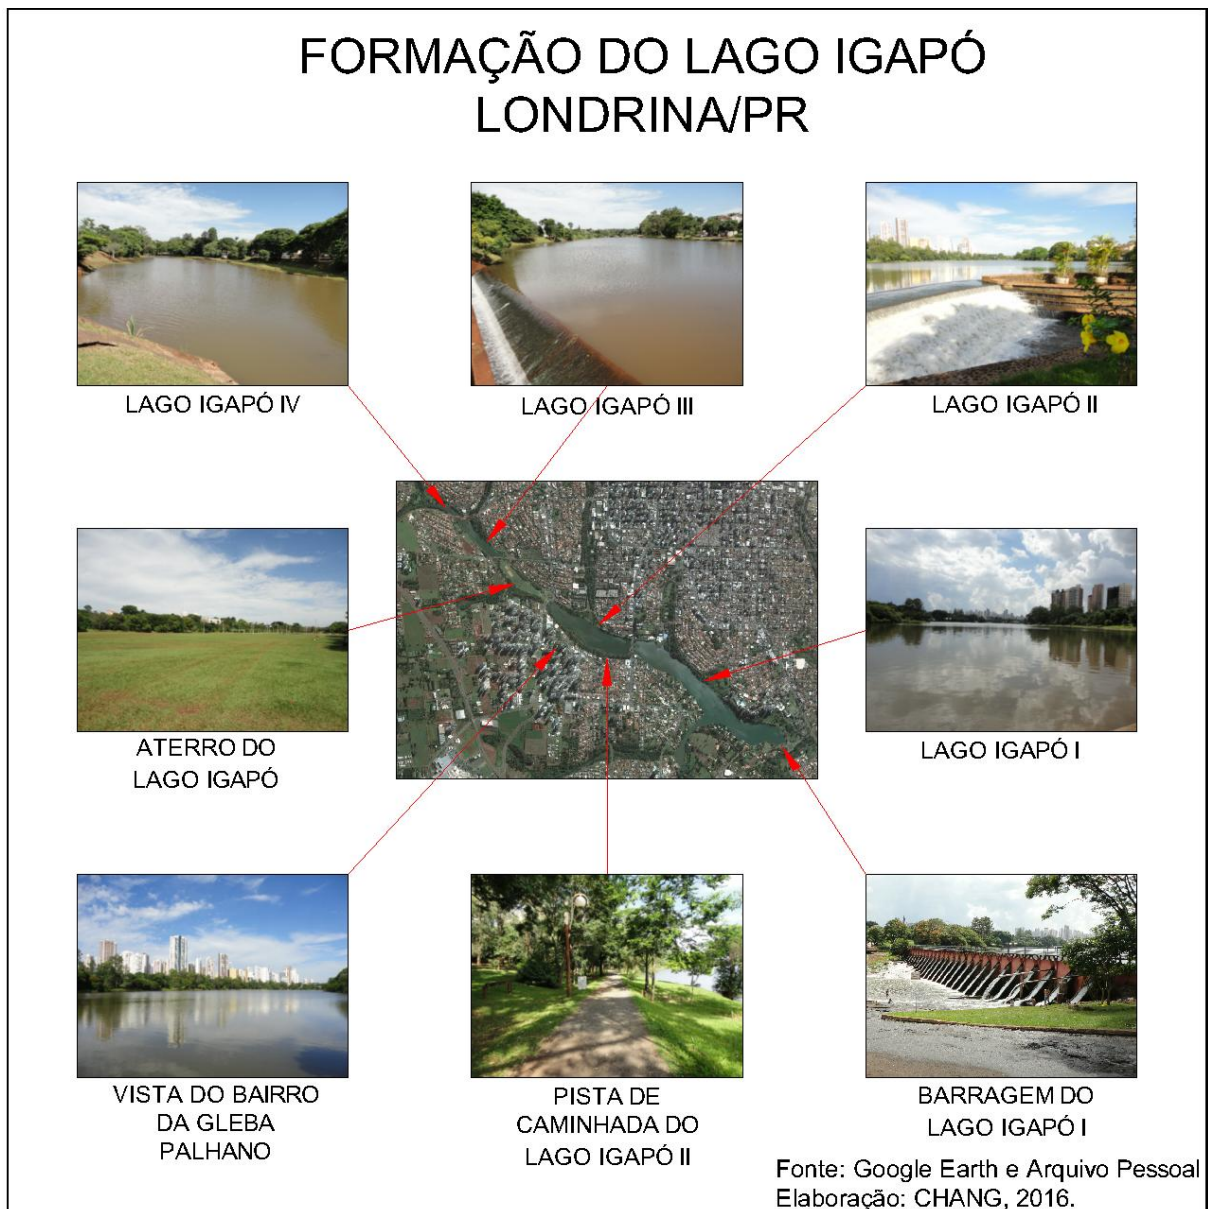 FORMAÇÃO DO LAGO IGAPÓ
LONDRINA/PR
LAGO IGAPÓ IV
LAGO IGAPÓ III
LAGO IGAPÓ II
ATERRO DO
LAGO IGAPÓ
LAGO IGAPÓ I
VISTA DO BAIRRO
DA GLEBA
PALHANO
PISTA DE
CAMINHADA DO
LAGO IGAPÓ II
BARRAGEM DO
LAGO IGAPÓ I
Fonte: Google Earth e Arquivo Pessoal
Elaboração: CHANG, 2016.